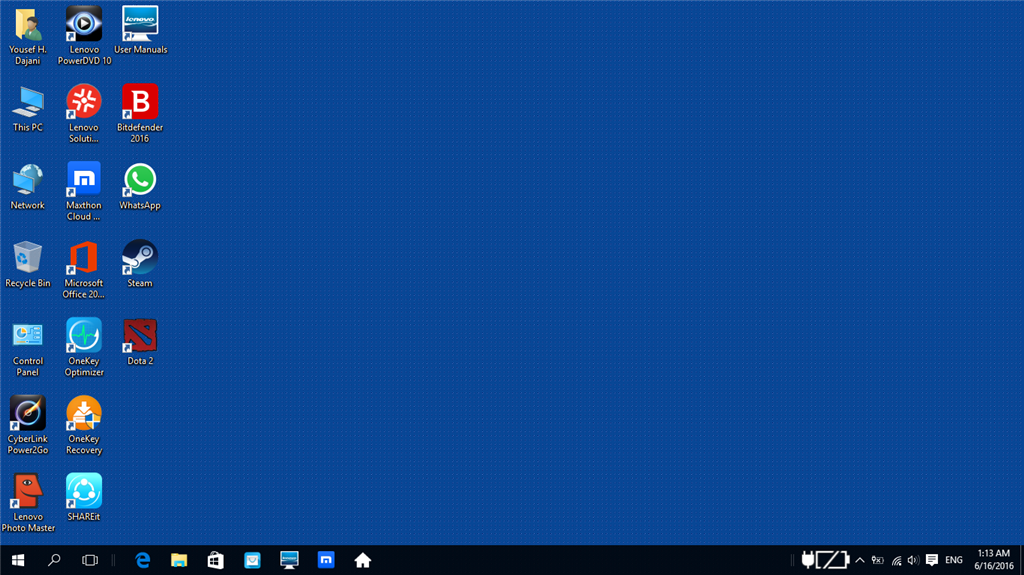 Yousef H.
Dajani
Lenovo
PowerDVD 10
lenovo
User Manuals
This PC
Lenovo
Soluti...
B
Bitdefender
2016
Network
Maxthon
Cloud ...
WhatsApp
Recycle Bin
Microsoft
Office 20...
Steam
Control
Panel
OneKey
Optimizer
Dota 2
CyberLink
Power2Go
OneKey
Recovery
Lenovo
Photo Master
SHAREit
ENG
1:13 AM
6/16/2016